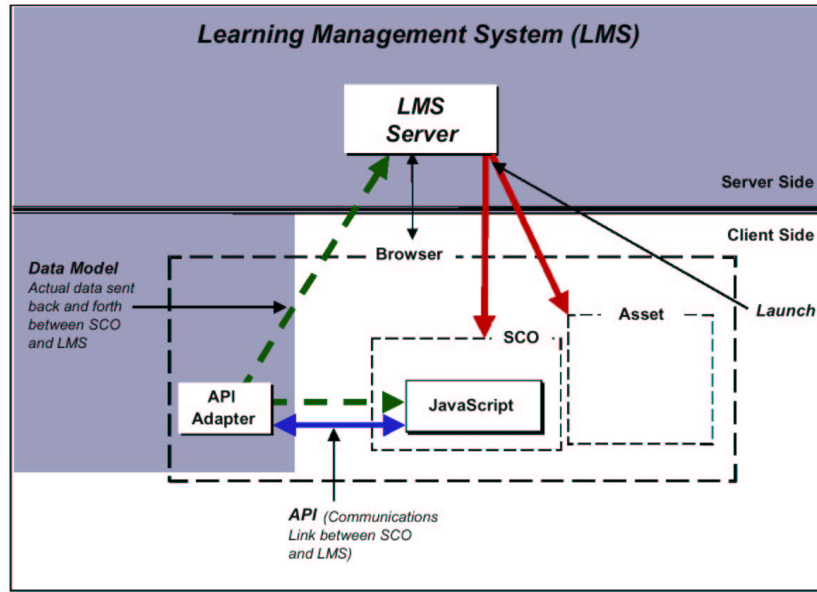 Learning Management System (LMS)
LMS
Server
Server Side
Client Side
Browser
Data Model
Actual data sent
back and forth
between SCO
and LMS
Launch
Asset
SCO
API
Adapter
JavaScript
API (Communications
Link between SCO
and LMS)